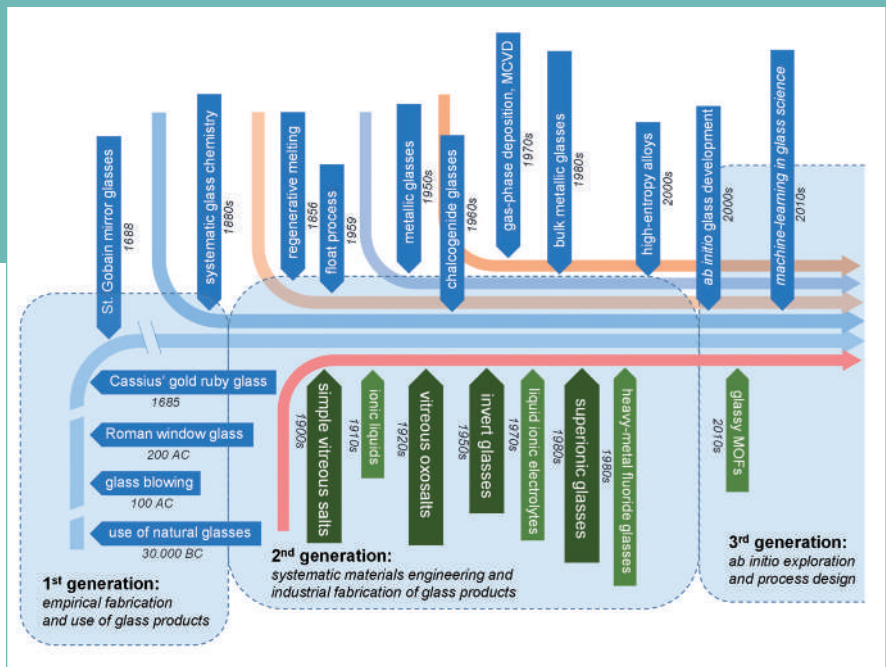 St. Gobain mirror glasses
1688
systematic glass chemistry
1880s
regenerative melting
1856
float process
1959
metallic glasses
1950s
chalcogenide glasses
1960s
gas-phase deposition, MCVD
1970s
bulk metallic glasses
1980s
high-entropy alloys
2000s
ab initio glass development
2000s
machine-learning in glass science
2010s
Cassius' gold ruby glass
1685
Roman window glass
200 AC
glass blowing
100 AC
use of natural glasses
30.000 BC
1st generation:
empirical fabrication
and use of glass products
1900s
simple vitreous salts
1910s
ionic liquids
1920s
vitreous oxosalts
1950s
invert glasses
1970s
liquid ionic electrolytes
1980s
superionic glasses
1980s
heavy-metal fluoride glasses
2010s
glassy MOFs
2nd generation:
systematic materials engineering and
industrial fabrication of glass products
3rd generation:
ab initio exploration
and process design